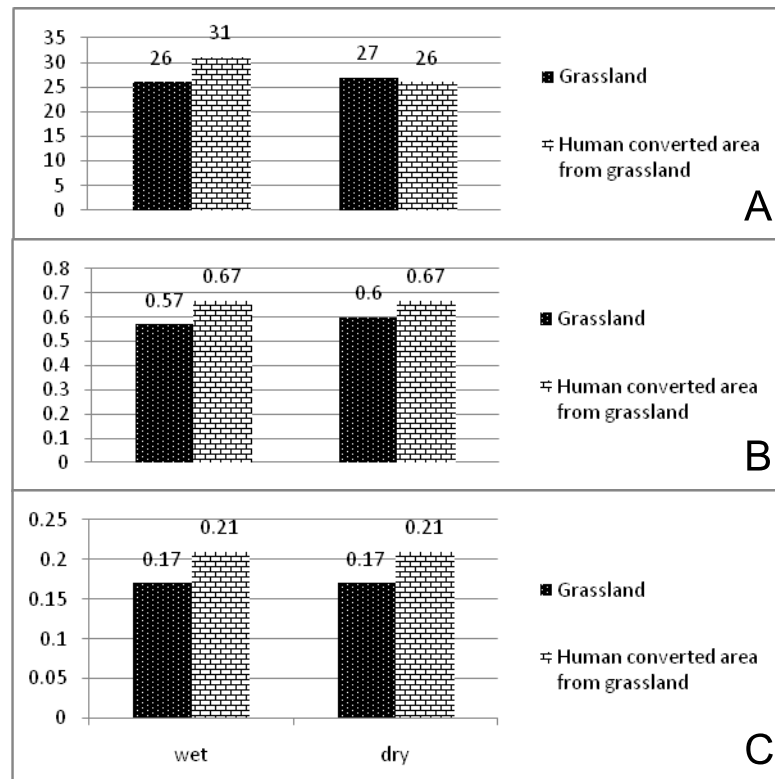 35
30
25
20
15
10
5
0
26
31
27
26
Grassland
Human converted area
from grassland
A
0.8
0.7
0.6
0.5
0.4
0.3
0.2
0.1
0
0.57
0.67
0.6
0.67
Grassland
Human converted area
from grassland
B
0.25
0.2
0.15
0.1
0.05
0
0.17
0.21
0.17
0.21
wet
dry
Grassland
Human converted area
from grassland
C